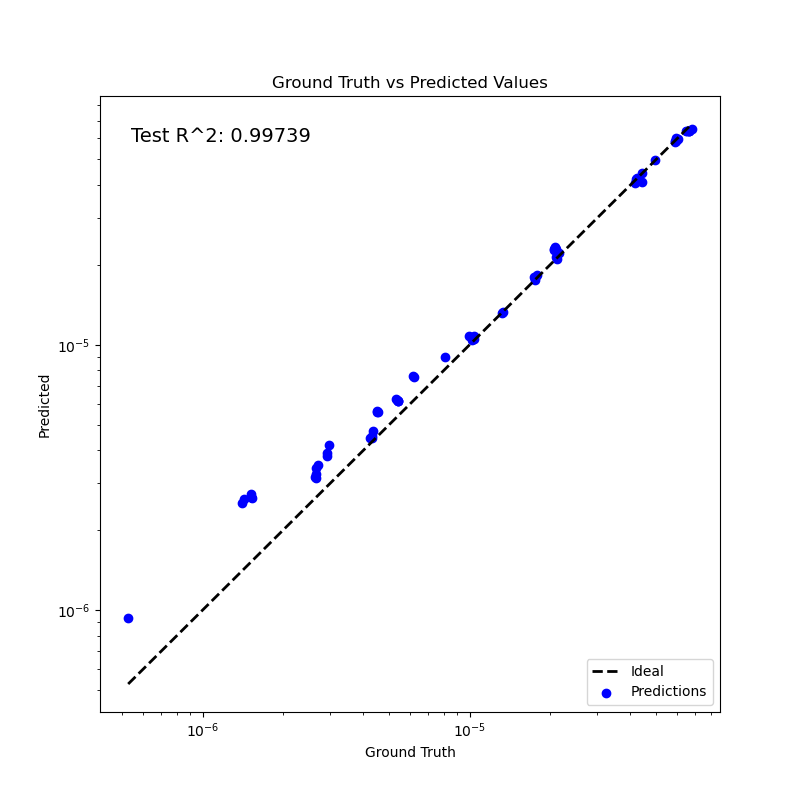 Ground Truth vs Predicted Values
Test R^2: 0.99739
10⁻⁵
10⁻⁶
Predicted
10⁻⁶
10⁻⁵
Ground Truth
Ideal
Predictions